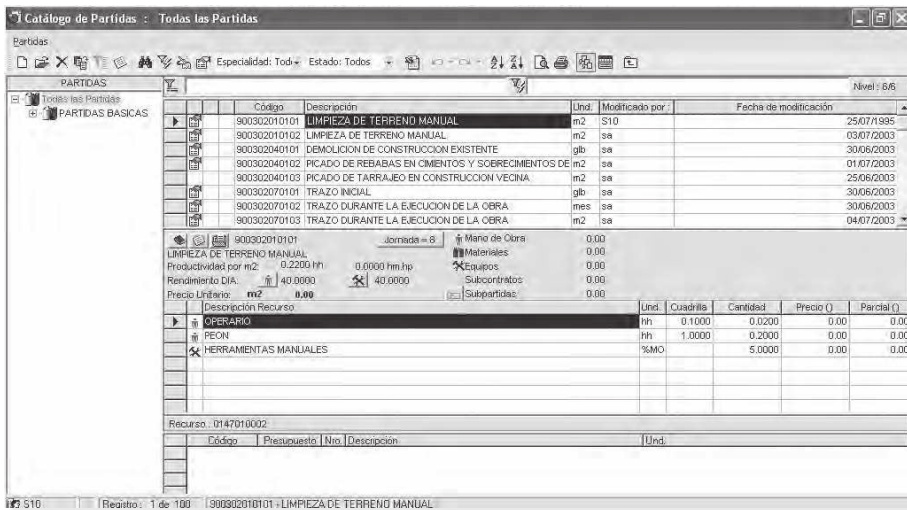 Catálogo de Partidas : Todas las Partidas
Partidas
Especialidad: Tod Estado: Todos
PARTIDAS
Nivel : 6/6
Todas las Partidas
PARTIDAS BASICAS
Código Descripción Und. Modificado por : Fecha de modificación
900302010101 LIMPIEZA DE TERRENO MANUAL m2 S10 25/07/1995
900302010102 LIMPIEZA DE TERRENO MANUAL m2 sa 03/07/2003
900302040101 DEMOLICION DE CONSTRUCCION EXISTENTE glb sa 30/06/2003
900302040102 PICADO DE REBABAS EN CIMIENTOS Y SOBRECIMIENTOS DE m2 sa 01/07/2003
900302040103 PICADO DE TARRAJEO EN CONSTRUCCION VECINA m2 sa 25/06/2003
900302070101 TRAZO INICIAL glb sa 30/06/2003
900302070102 TRAZO DURANTE LA EJECUCION DE LA OBRA mes sa 30/06/2003
900302070103 TRAZO DURANTE LA EJECUCION DE LA OBRA m2 sa 04/07/2003
900302010101 Jornada = 8 Mano de Obra 0.00
LIMPIEZA DE TERRENO MANUAL Materiales 0.00
Productividad por m2: 0.2200 hh 0.0000 hm.hp Equipos 0.00
Rendimiento DIA: 40.0000 40.0000 Subcontratos 0.00
Precio Unitario: m2 0.00 Subpartidas 0.00
Descripción Recurso Und. Cuadrilla Cantidad Precio () Parcial ()
OPERARIO hh 0.1000 0.0200 0.00 0.00
PEON hh 1.0000 0.2000 0.00 0.00
HERRAMIENTAS MANUALES %MO 5.0000 0.00 0.00
Recurso : 0147010002
Código Presupuesto Nro. Descripción Und.
S10 Registro : 1 de 100 900302010101 - LIMPIEZA DE TERRENO MANUAL